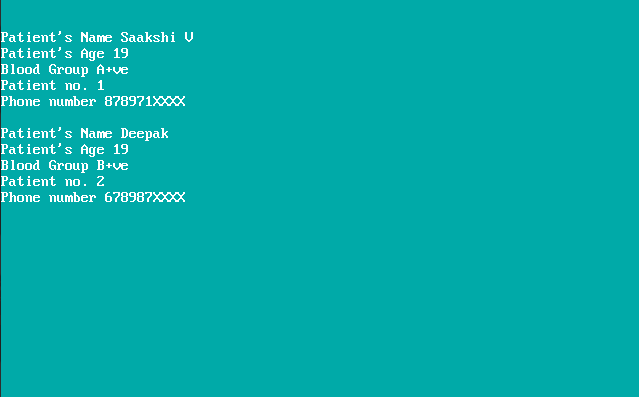 Patient's Name Saakshi V
Patient's Age 19
Blood Group A+ve
Patient no. 1
Phone number 878971XXXX
Patient's Name Deepak
Patient's Age 19
Blood Group B+ve
Patient no. 2
Phone number 678987XXXX